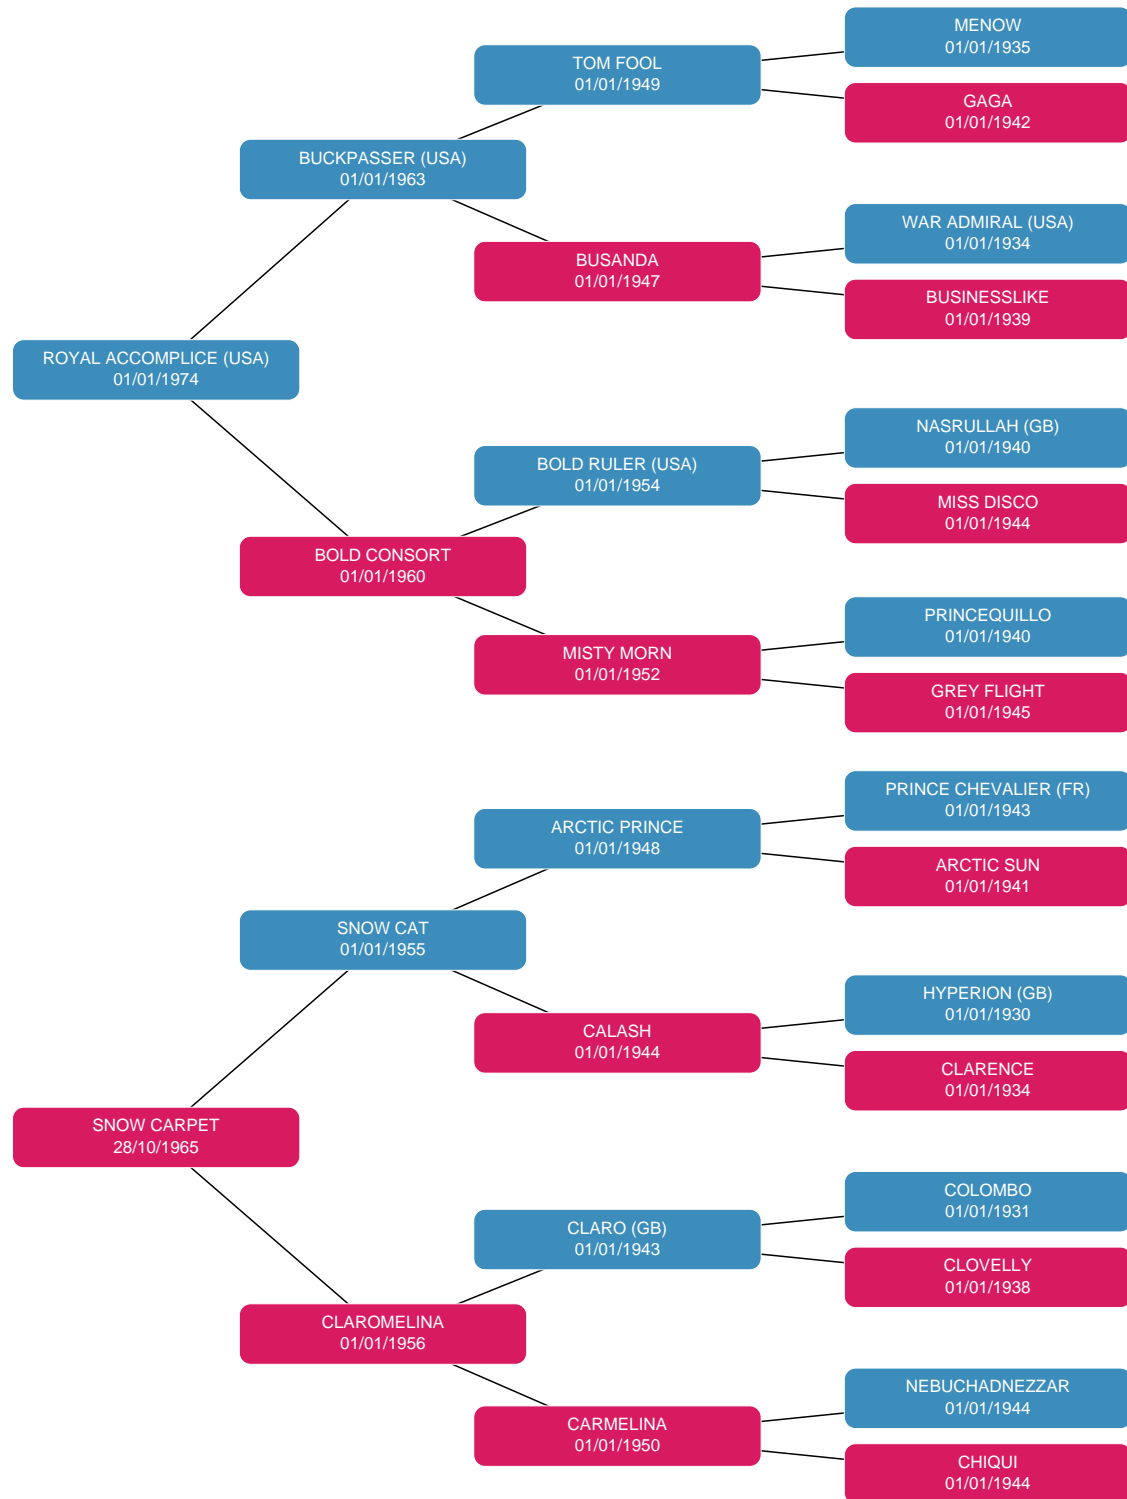 MENOW
01/01/1935
TOM FOOL
01/01/1949
GAGA
01/01/1942
BUCKPASSER (USA)
01/01/1963
WAR ADMIRAL (USA)
01/01/1934
BUSANDA
01/01/1947
BUSINESSLIKE
01/01/1939
ROYAL ACCOMPLICE (USA)
01/01/1974
NASRULLAH (GB)
01/01/1940
BOLD RULER (USA)
01/01/1954
MISS DISCO
01/01/1944
BOLD CONSORT
01/01/1960
PRINCEQUILLO
01/01/1940
MISTY MORN
01/01/1952
GREY FLIGHT
01/01/1945
PRINCE CHEVALIER (FR)
01/01/1943
ARCTIC PRINCE
01/01/1948
ARCTIC SUN
01/01/1941
SNOW CAT
01/01/1955
HYPERION (GB)
01/01/1930
CALASH
01/01/1944
CLARENCE
01/01/1934
SNOW CARPET
28/10/1965
COLOMBO
01/01/1931
CLARO (GB)
01/01/1943
CLOVELLY
01/01/1938
CLAROMELINA
01/01/1956
NEBUCHADNEZZAR
01/01/1944
CARMELINA
01/01/1950
CHIQUI
01/01/1944